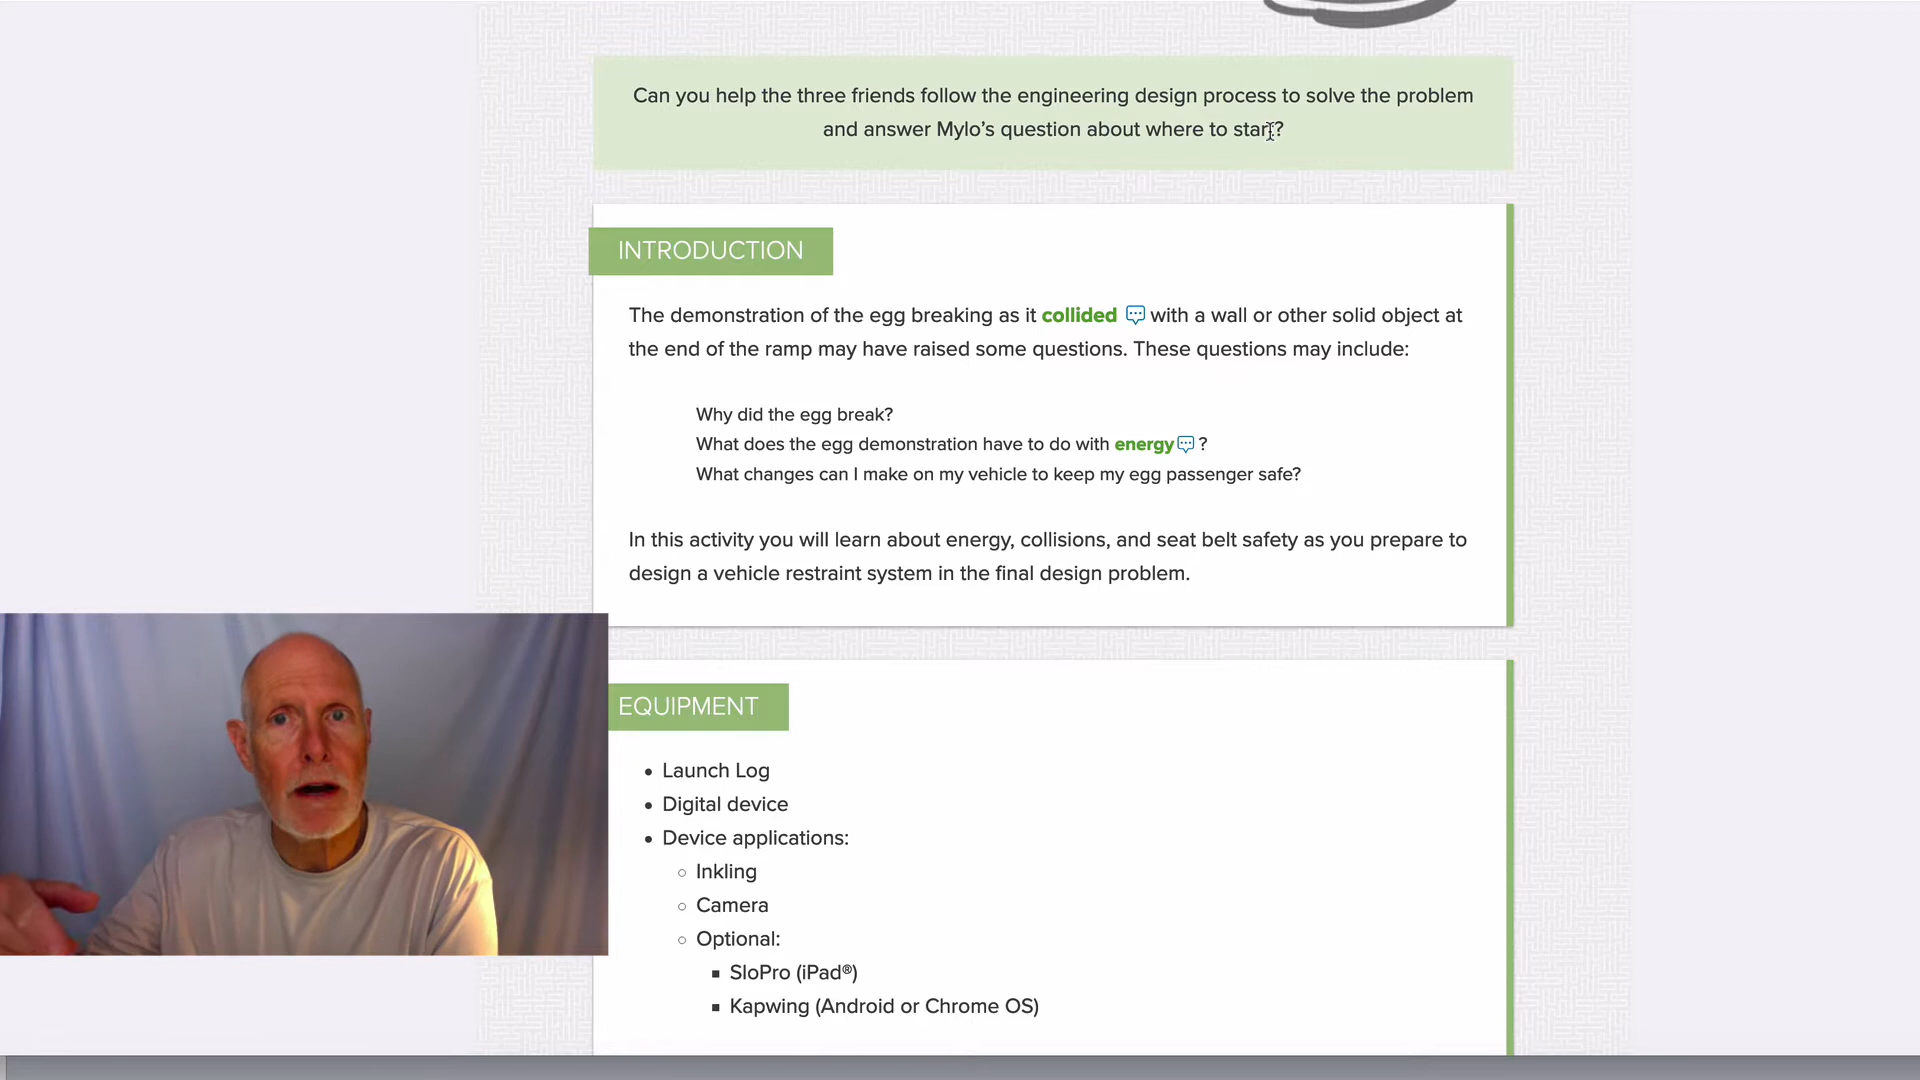 Can you help the three friends follow the engineering design process to solve the problem
and answer Mylo's question about where to start?
INTRODUCTION
The demonstration of the egg breaking as it collided with a wall or other solid object at
the end of the ramp may have raised some questions. These questions may include:
Why did the egg break?
What does the egg demonstration have to do with energy ?
What changes can I make on my vehicle to keep my egg passenger safe?
In this activity you will learn about energy, collisions, and seat belt safety as you prepare to
design a vehicle restraint system in the final design problem.
EQUIPMENT
• Launch Log
• Digital device
• Device applications:
○ Inkling
○ Camera
○ Optional:
▪ SloPro (iPad®)
▪ Kapwing (Android or Chrome OS)